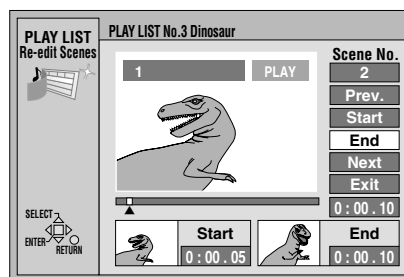 PLAY LIST
Re-edit Scenes
PLAY LIST No.3 Dinosaur
1
PLAY
Scene No.
2
Prev.
Start
End
Next
Exit
0 : 00 . 10
SELECT
ENTER
RETURN
Start
0 : 00 . 05
End
0 : 00 . 10